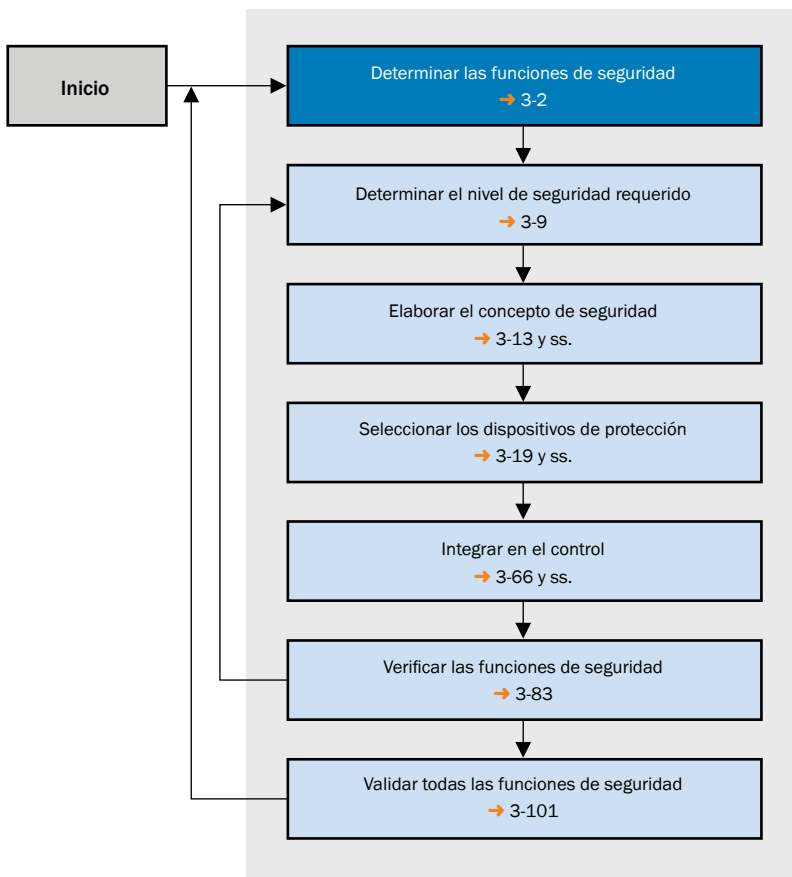 Inicio
Determinar las funciones de seguridad
➜ 3-2
Determinar el nivel de seguridad requerido
➜ 3-9
Elaborar el concepto de seguridad
➜ 3-13 y ss.
Seleccionar los dispositivos de protección
➜ 3-19 y ss.
Integrar en el control
➜ 3-66 y ss.
Verificar las funciones de seguridad
➜ 3-83
Validar todas las funciones de seguridad
➜ 3-101